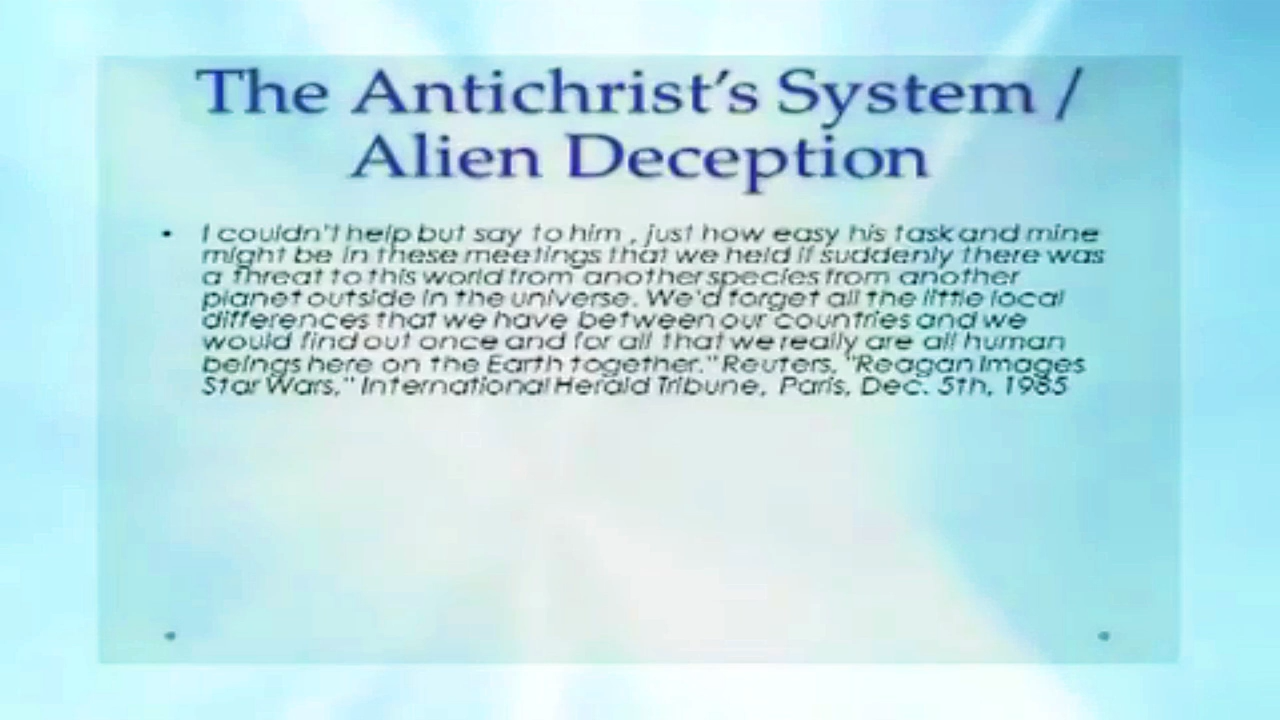 The Antichrist's System /
Alien Deception
• I couldn't help but say to him , just how easy his task and mine
might be in these meetings that we held if suddenly there was
a threat to this world from another species from another
planet outside in the universe. We'd forget all the little local
differences that we have between our countries and we
would find out once and for all that we really are all human
beings here on the Earth together." Reuters, "Reagan Images
Star Wars," International Herald Tribune, Paris, Dec. 5th, 1985